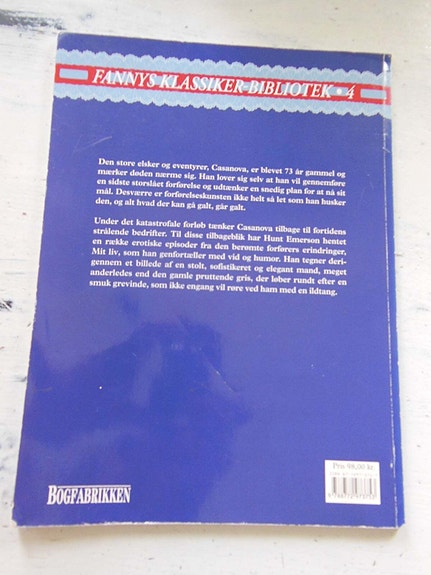 FANNYS KLASSIKER-BIBLIOTEK • 4
Den store elsker og eventyrer, Casanova, er blevet 73 år gammel og
mærker døden nærme sig. Han lover sig selv at han vil gennemføre
en sidste storslået forførelse og udtænker en snedig plan for at nå sit
mål. Desværre er forførelseskunsten ikke helt så let som han husker
den, og alt hvad der kan gå galt, går galt.
Under det katastrofale forløb tænker Casanova tilbage til fortidens
strålende bedrifter. Til disse tilbageblik har Hunt Emerson hentet
en række erotiske episoder fra den berømte forførers erindringer,
Mit liv, som han genfortæller med vid og humor. Han tegner deri-
gennem et billede af en stolt, sofistikeret og elegant mand, meget
anderledes end den gamle pruttende gris, der løber rundt efter en
smuk grevinde, som ikke engang vil røre ved ham med en ildtang.
Pris 98,00 kr
BOGFABRIKKEN